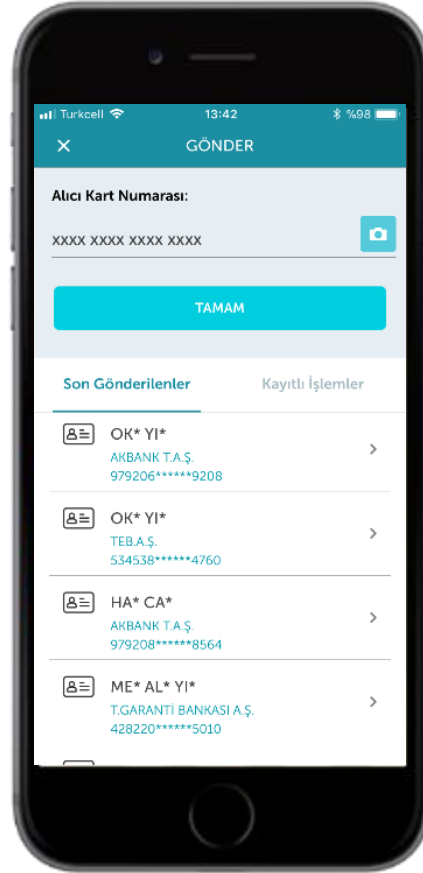 Turkcell 13:42 %98
× GÖNDER
Alıcı Kart Numarası:
xxxx xxxx xxxx xxxx
TAMAM
Son Gönderilenler Kayıtlı İşlemler
OK* YI*
AKBANK T.A.Ş.
979206******9208
OK* YI*
TEB.A.Ş.
534538******4760
HA* CA*
AKBANK T.A.Ş.
979208******8564
ME* AL* YI*
T.GARANTİ BANKASI A.Ş.
428220******5010